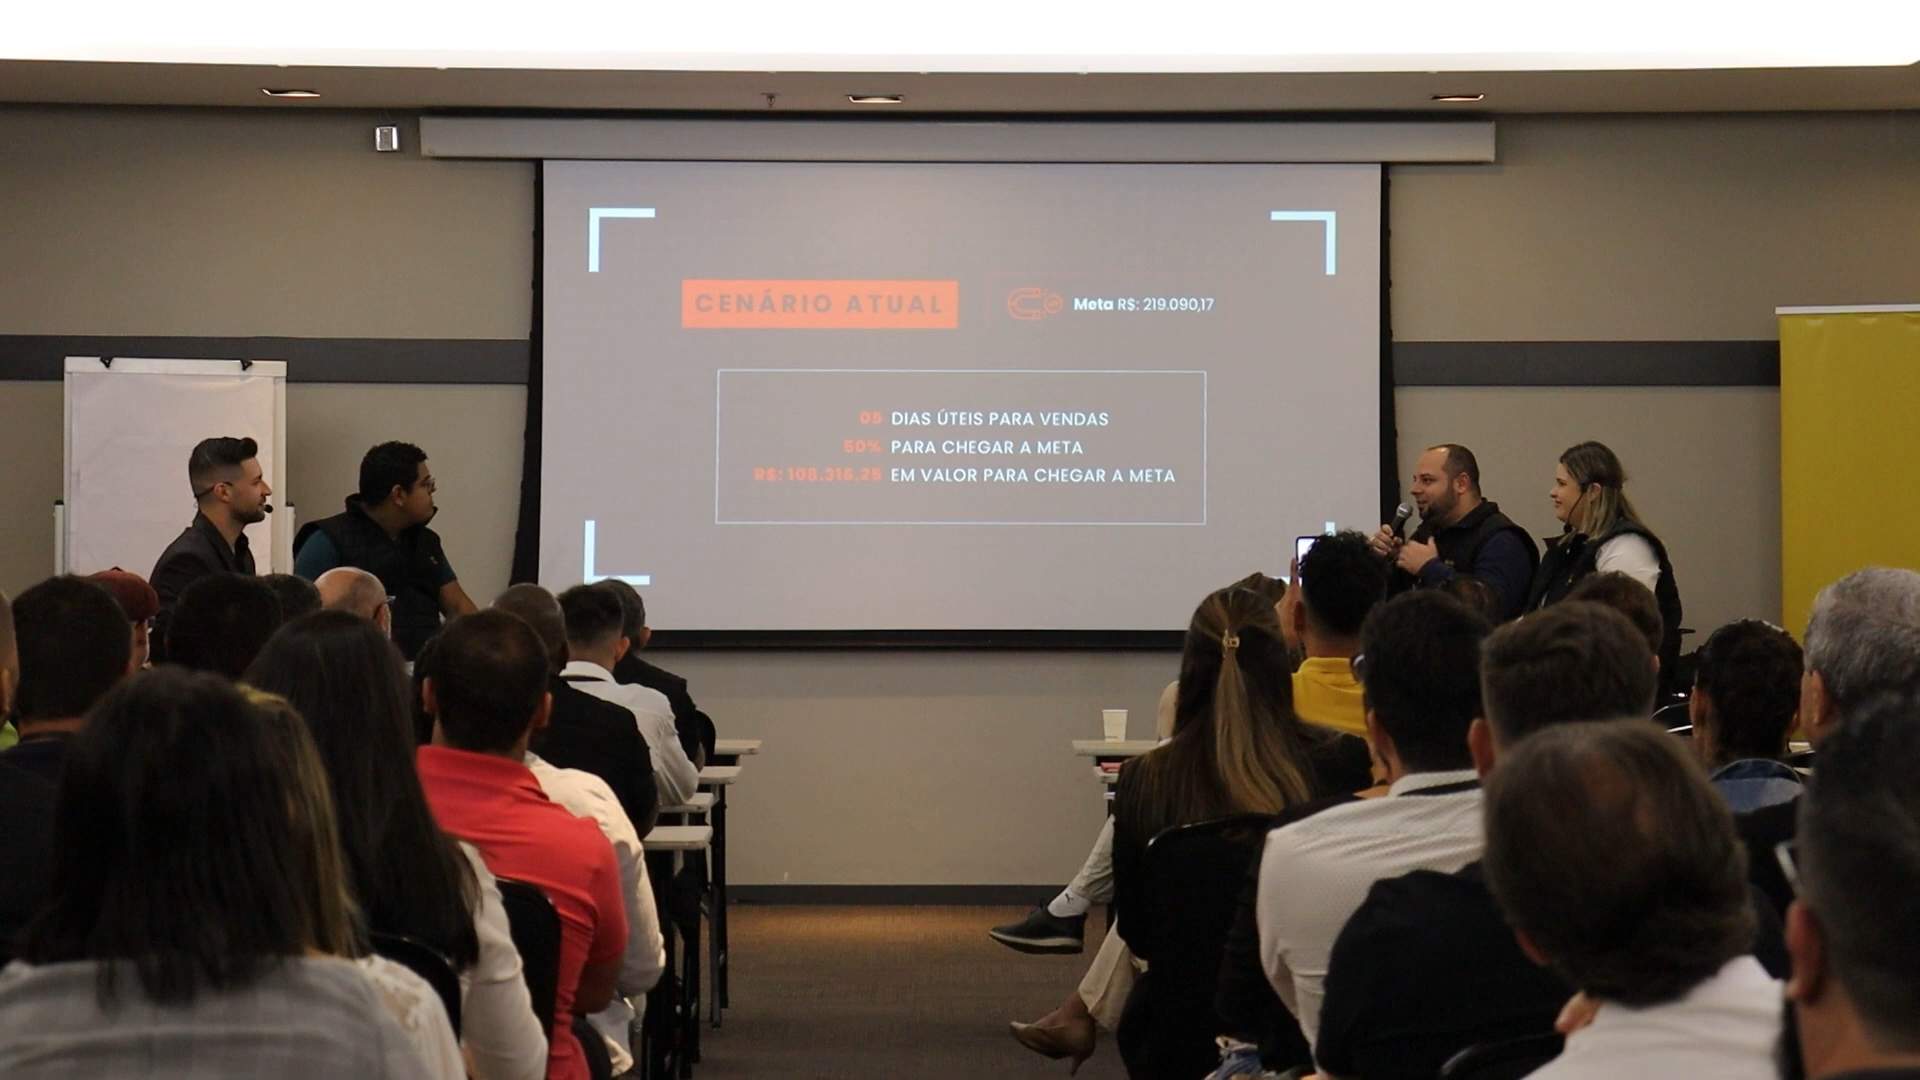 CENÁRIO ATUAL
Meta R$: 219.090,17
05 DIAS ÚTEIS PARA VENDAS
50% PARA CHEGAR A META
R$: 108.316,25 EM VALOR PARA CHEGAR A META